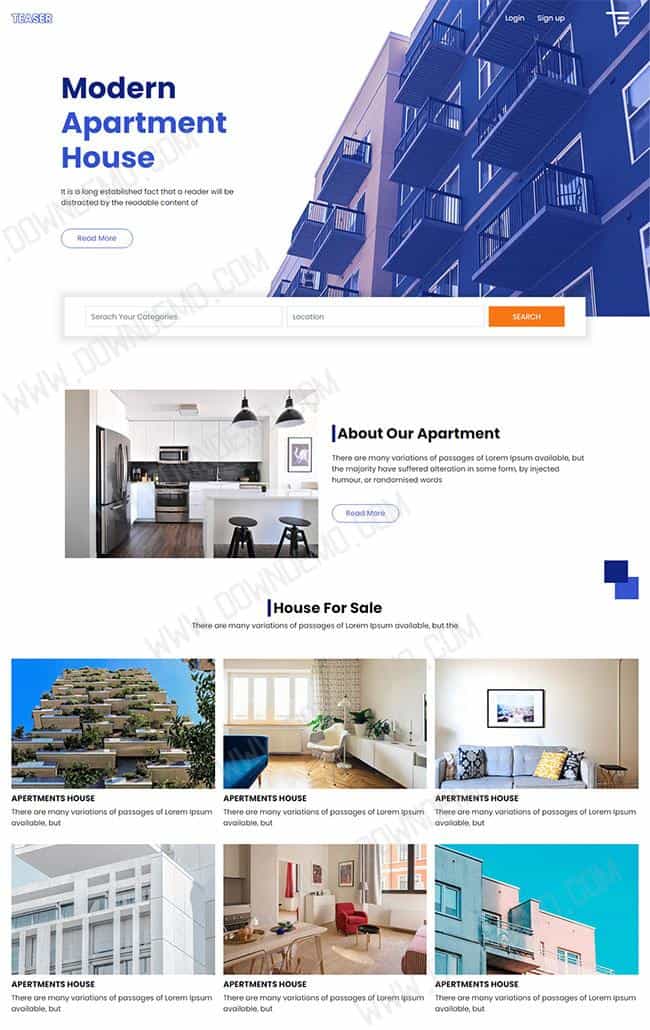 TEASER
Login Sign up
Modern
Apartment
House
It is a long established fact that a reader will be
distracted by the readable content of
Read More
Serach Your Categories
Location
SEARCH
About Our Apartment
There are many variations of passages of Lorem Ipsum available, but
the majority have suffered alteration in some form, by injected
humour, or randomised words
Read More
House For Sale
There are many variations of passages of Lorem Ipsum available, but the
APERTMENTS HOUSE
There are many variations of passages of Lorem Ipsum
available, but
APERTMENTS HOUSE
There are many variations of passages of Lorem Ipsum
available, but
APERTMENTS HOUSE
There are many variations of passages of Lorem Ipsum
available, but
APERTMENTS HOUSE
There are many variations of passages of Lorem Ipsum
available, but
APERTMENTS HOUSE
There are many variations of passages of Lorem Ipsum
available, but
APERTMENTS HOUSE
There are many variations of passages of Lorem Ipsum
available, but
WWW.DOWNDEMO.COM
WWW.DOWNDEMO.COM
WWW.DOWNDEMO.COM